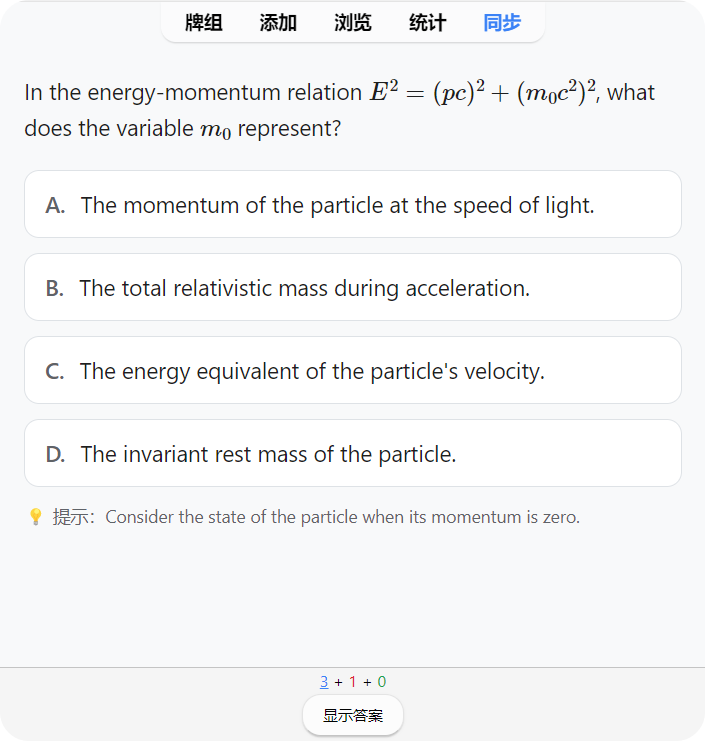 牌组 添加 浏览 统计 同步
In the energy-momentum relation E² = (pc)² + (m₀c²)², what
does the variable m₀ represent?
A. The momentum of the particle at the speed of light.
B. The total relativistic mass during acceleration.
C. The energy equivalent of the particle's velocity.
D. The invariant rest mass of the particle.
💡 提示：Consider the state of the particle when its momentum is zero.
3 + 1 + 0
显示答案